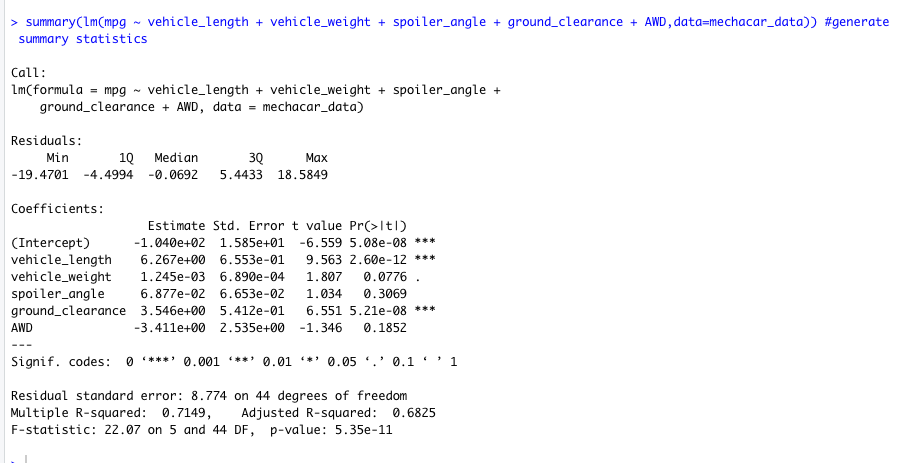 > summary(lm(mpg ~ vehicle_length + vehicle_weight + spoiler_angle + ground_clearance + AWD,data=mechacar_data)) #generate
 summary statistics

Call:
lm(formula = mpg ~ vehicle_length + vehicle_weight + spoiler_angle +
    ground_clearance + AWD, data = mechacar_data)

Residuals:
     Min       1Q   Median       3Q      Max
-19.4701  -4.4994  -0.0692   5.4433  18.5849

Coefficients:
                   Estimate Std. Error t value Pr(>|t|)
(Intercept)      -1.040e+02  1.585e+01  -6.559 5.08e-08 ***
vehicle_length    6.267e+00  6.553e-01   9.563 2.60e-12 ***
vehicle_weight    1.245e-03  6.890e-04   1.807   0.0776 .
spoiler_angle     6.877e-02  6.653e-02   1.034   0.3069
ground_clearance  3.546e+00  5.412e-01   6.551 5.21e-08 ***
AWD              -3.411e+00  2.535e+00  -1.346   0.1852
---
Signif. codes:  0 ‘***’ 0.001 ‘**’ 0.01 ‘*’ 0.05 ‘.’ 0.1 ‘ ’ 1

Residual standard error: 8.774 on 44 degrees of freedom
Multiple R-squared:  0.7149,	Adjusted R-squared:  0.6825
F-statistic: 22.07 on 5 and 44 DF,  p-value: 5.35e-11

>